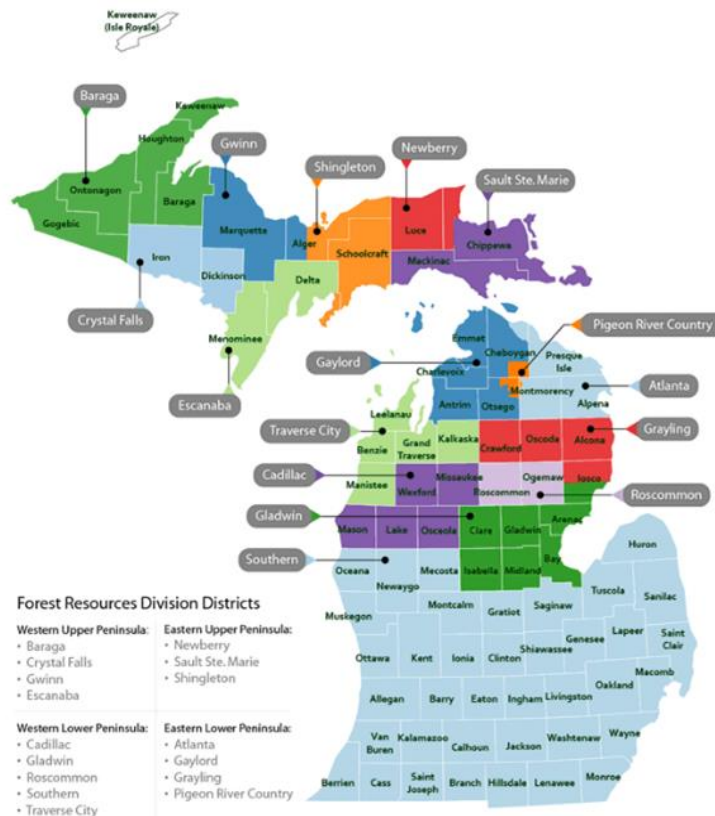 Keweenaw
(Isle Royale)
Baraga
Keweenaw
Houghton
Gwinn
Shingleton
Newberry
Sault Ste. Marie
Ontonagon
Baraga
Gogebic
Marquette
Alger
Luce
Chippewa
Schoolcraft
Mackinac
Iron
Dickinson
Delta
Crystal Falls
Menominee
Escanaba
Emmet
Cheboygan
Pigeon River Country
Presque
Isle
Gaylord
Charlevoix
Montmorency
Atlanta
Antrim
Otsego
Alpena
Leelanau
Traverse City
Benzie
Grand
Traverse
Kalkaska
Crawford
Oscoda
Alcona
Grayling
Cadillac
Manistee
Wexford
Missaukee
Roscommon
Ogemaw
Iosco
Roscommon
Gladwin
Mason
Lake
Osceola
Clare
Gladwin
Arenac
Southern
Oceana
Newaygo
Mecosta
Isabella
Midland
Bay
Huron
Muskegon
Montcalm
Gratiot
Saginaw
Tuscola
Sanilac
Ottawa
Kent
Ionia
Clinton
Shiawassee
Genesee
Lapeer
Saint
Clair
Allegan
Barry
Eaton
Ingham
Livingston
Oakland
Macomb
Van
Buren
Kalamazoo
Calhoun
Jackson
Washtenaw
Wayne
Berrien
Cass
Saint
Joseph
Branch
Hillsdale
Lenawee
Monroe
Forest Resources Division Districts
Western Upper Peninsula:
• Baraga
• Crystal Falls
• Gwinn
• Escanaba
Eastern Upper Peninsula:
• Newberry
• Sault Ste. Marie
• Shingleton
Western Lower Peninsula:
• Cadillac
• Gladwin
• Roscommon
• Southern
• Traverse City
Eastern Lower Peninsula:
• Atlanta
• Gaylord
• Grayling
• Pigeon River Country